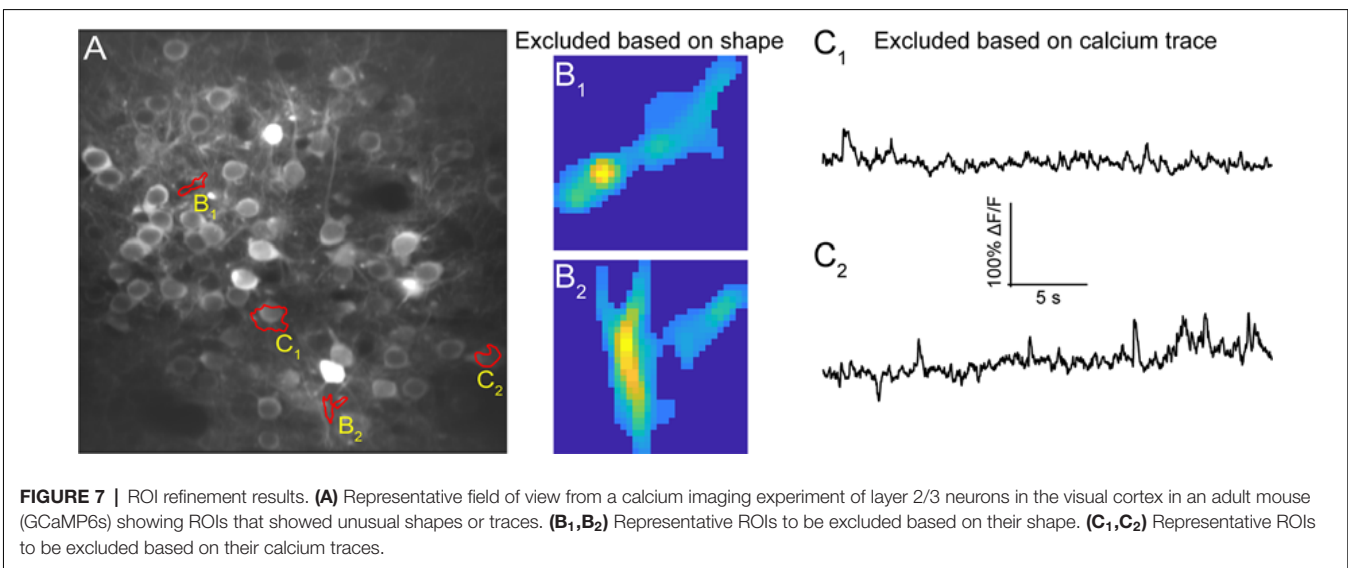 A
Excluded based on shape
C₁ Excluded based on calcium trace
B₁
B₁
C₁
C₂
B₂
B₂
100% ΔF/F
5 s
C₂
FIGURE 7 | ROI refinement results. (A) Representative field of view from a calcium imaging experiment of layer 2/3 neurons in the visual cortex in an adult mouse
(GCaMP6s) showing ROIs that showed unusual shapes or traces. (B₁,B₂) Representative ROIs to be excluded based on their shape. (C₁,C₂) Representative ROIs
to be excluded based on their calcium traces.